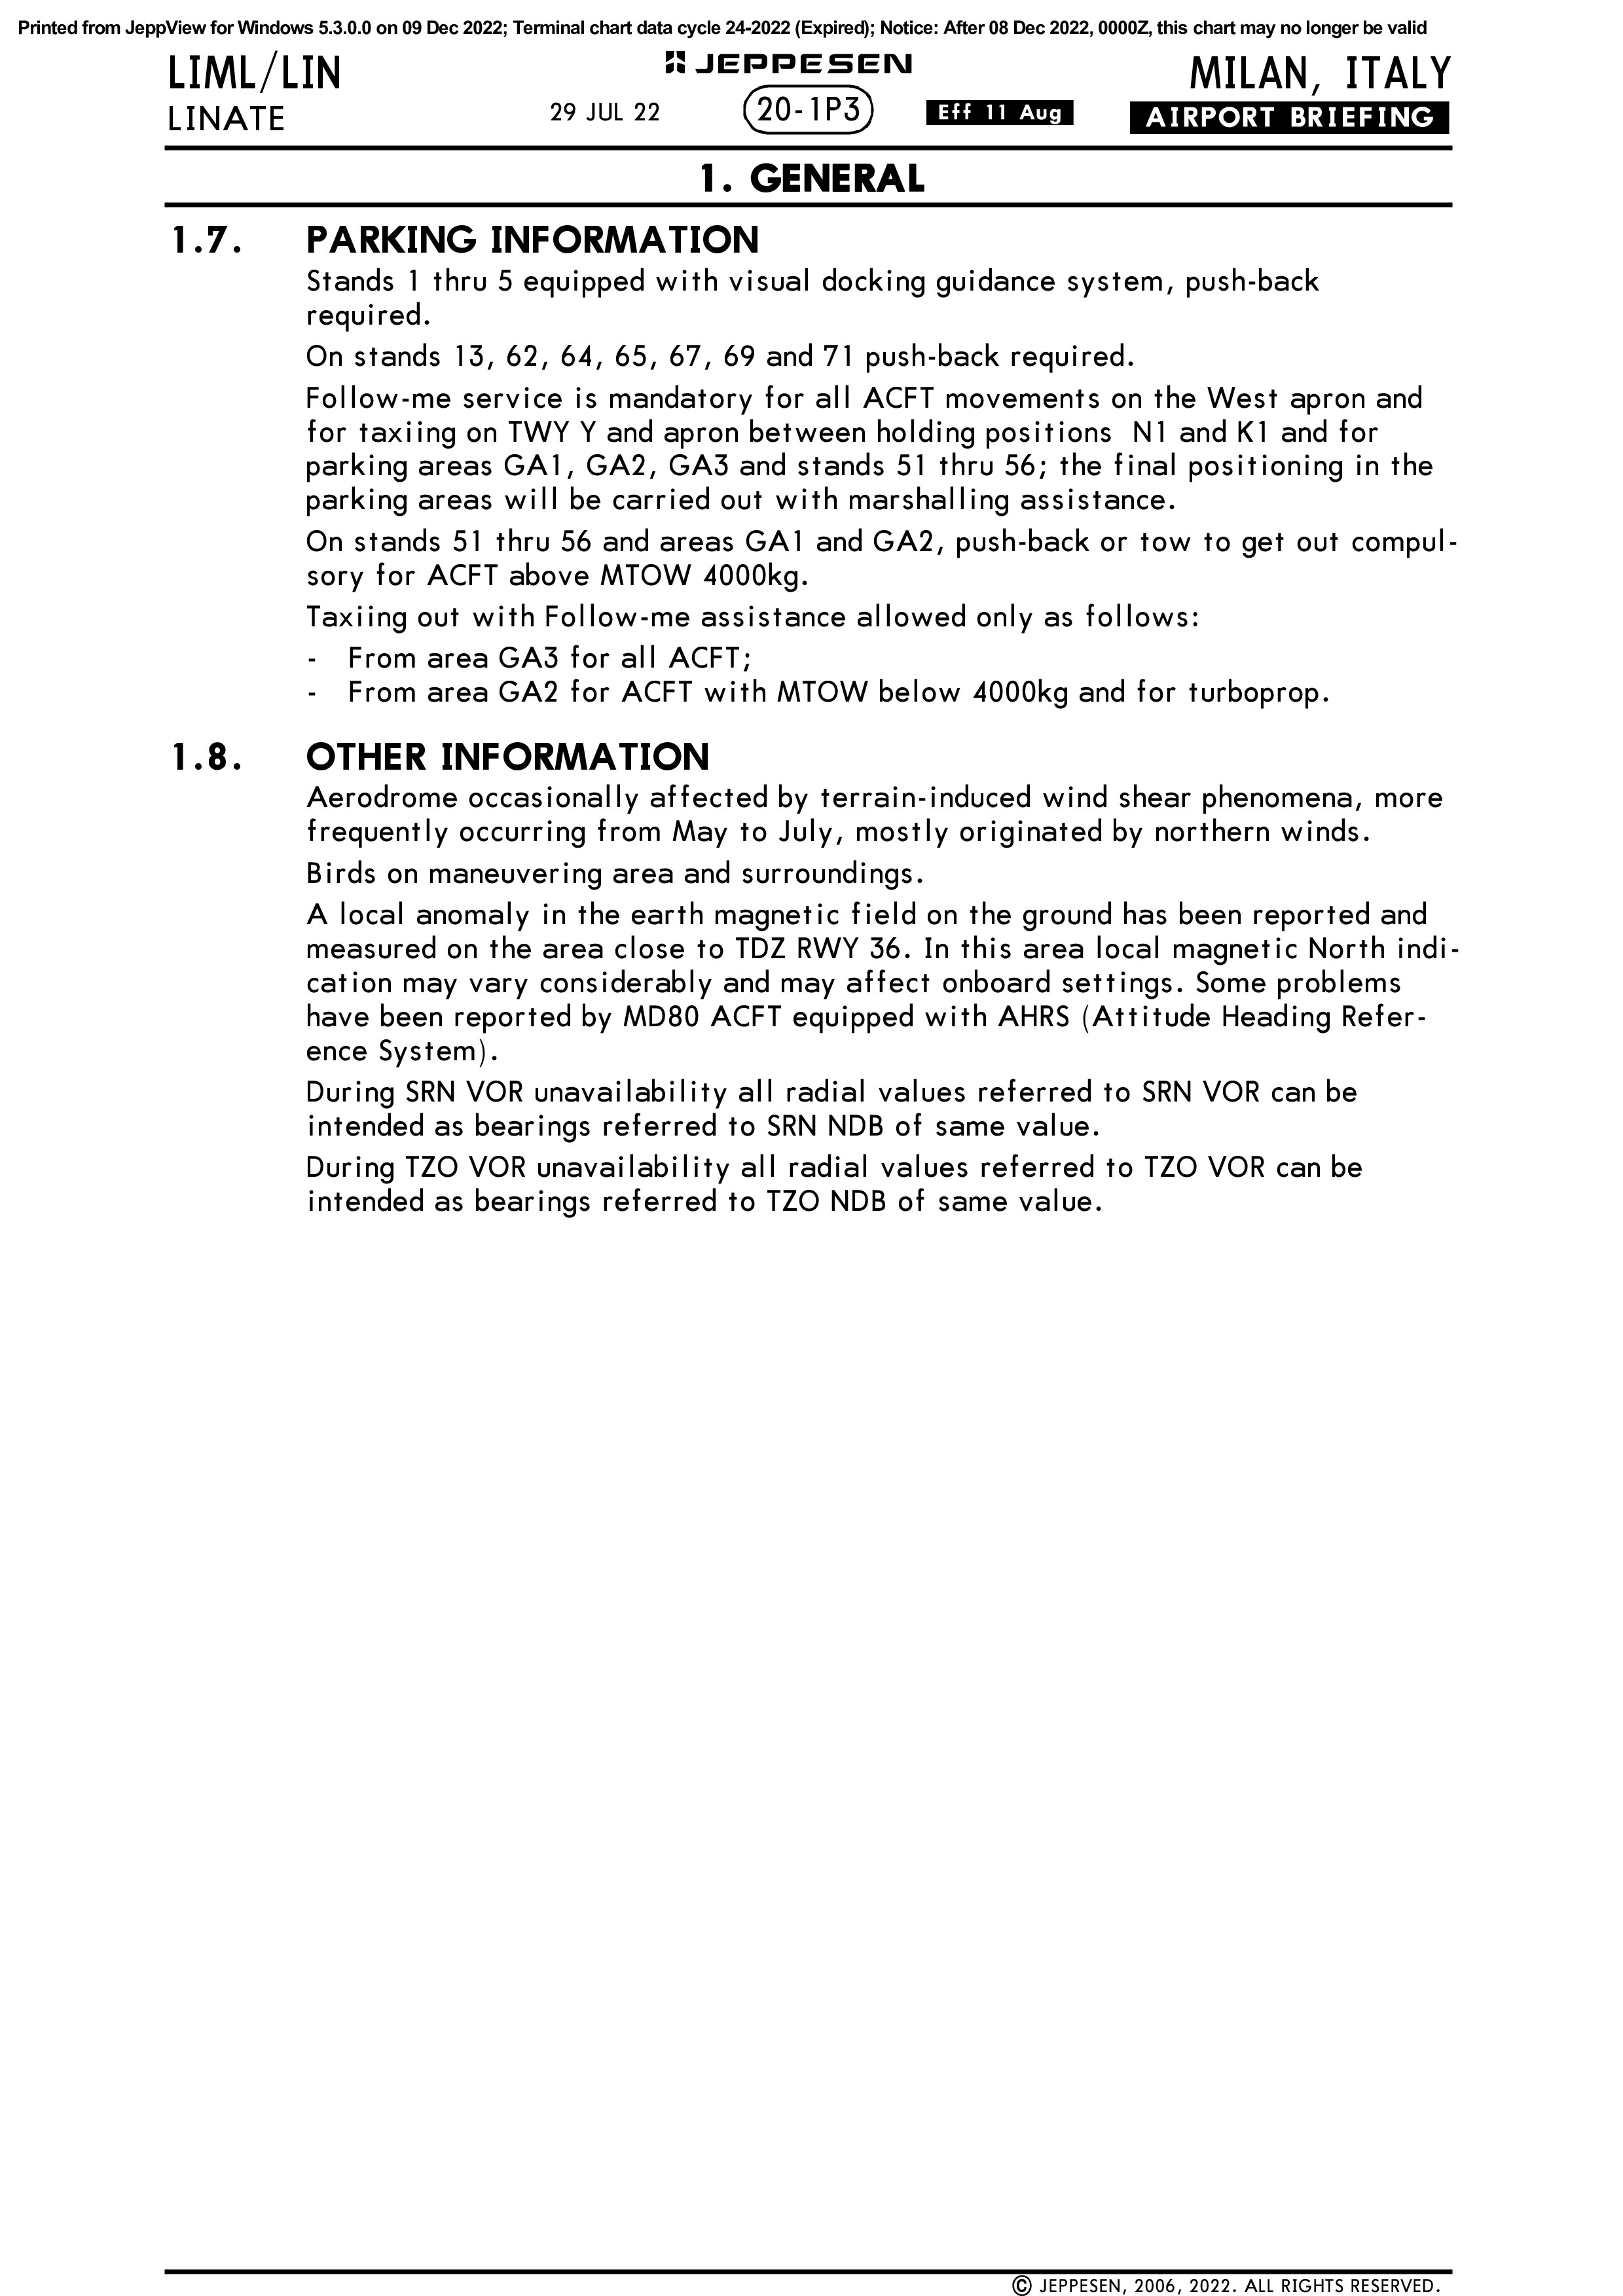 Printed from JeppView for Windows 5.3.0.0 on 09 Dec 2022; Terminal chart data cycle 24-2022 (Expired); Notice: After 08 Dec 2022, 0000Z, this chart may no longer be valid
LIML/LIN
JEPPESEN
MILAN, ITALY
LINATE
29 JUL 22
20-1P3
Eff 11 Aug
AIRPORT BRIEFING
1. GENERAL
1.7. PARKING INFORMATION
Stands 1 thru 5 equipped with visual docking guidance system, push-back
required.
On stands 13, 62, 64, 65, 67, 69 and 71 push-back required.
Follow-me service is mandatory for all ACFT movements on the West apron and
for taxiing on TWY Y and apron between holding positions N1 and K1 and for
parking areas GA1, GA2, GA3 and stands 51 thru 56; the final positioning in the
parking areas will be carried out with marshalling assistance.
On stands 51 thru 56 and areas GA1 and GA2, push-back or tow to get out compul-
sory for ACFT above MTOW 4000kg.
Taxiing out with Follow-me assistance allowed only as follows:
- From area GA3 for all ACFT;
- From area GA2 for ACFT with MTOW below 4000kg and for turboprop.
1.8. OTHER INFORMATION
Aerodrome occasionally affected by terrain-induced wind shear phenomena, more
frequently occurring from May to July, mostly originated by northern winds.
Birds on maneuvering area and surroundings.
A local anomaly in the earth magnetic field on the ground has been reported and
measured on the area close to TDZ RWY 36. In this area local magnetic North indi-
cation may vary considerably and may affect onboard settings. Some problems
have been reported by MD80 ACFT equipped with AHRS (Attitude Heading Refer-
ence System).
During SRN VOR unavailability all radial values referred to SRN VOR can be
intended as bearings referred to SRN NDB of same value.
During TZO VOR unavailability all radial values referred to TZO VOR can be
intended as bearings referred to TZO NDB of same value.
© JEPPESEN, 2006, 2022. ALL RIGHTS RESERVED.